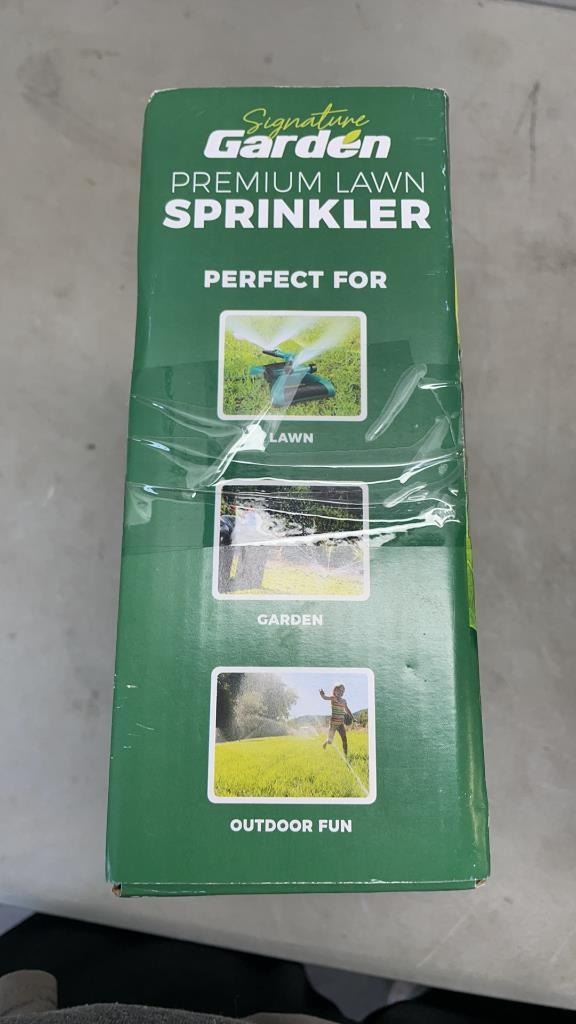 Signature
Garden
PREMIUM LAWN
SPRINKLER
PERFECT FOR
LAWN
GARDEN
OUTDOOR FUN